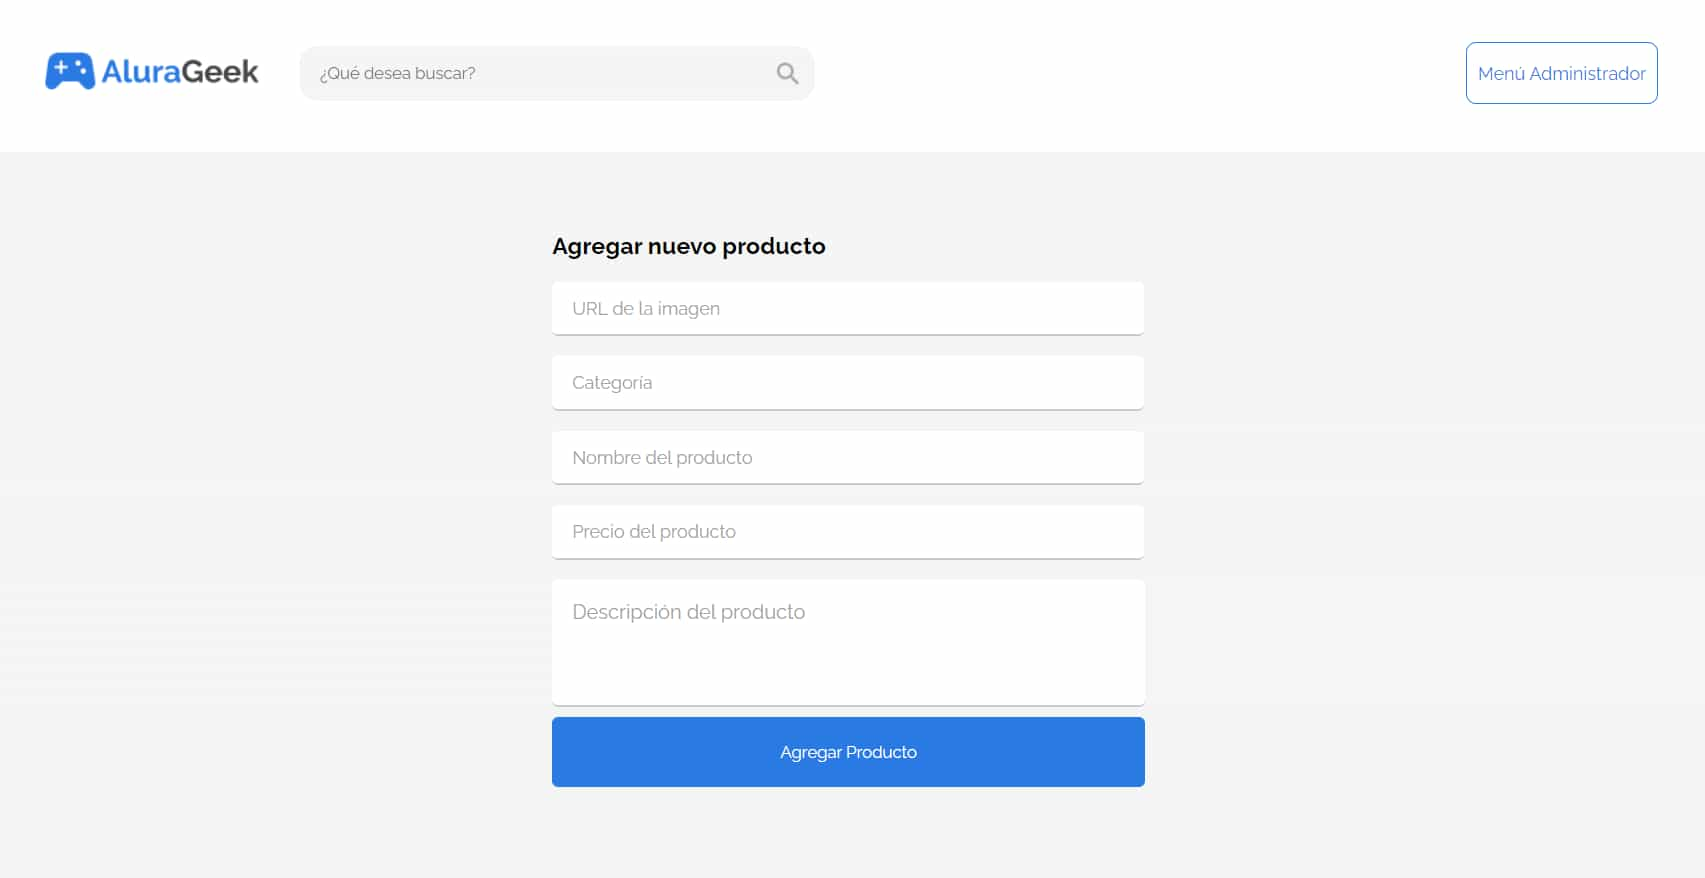 AluraGeek
¿Qué desea buscar?
Menú Administrador
Agregar nuevo producto
URL de la imagen
Categoría
Nombre del producto
Precio del producto
Descripción del producto
Agregar Producto